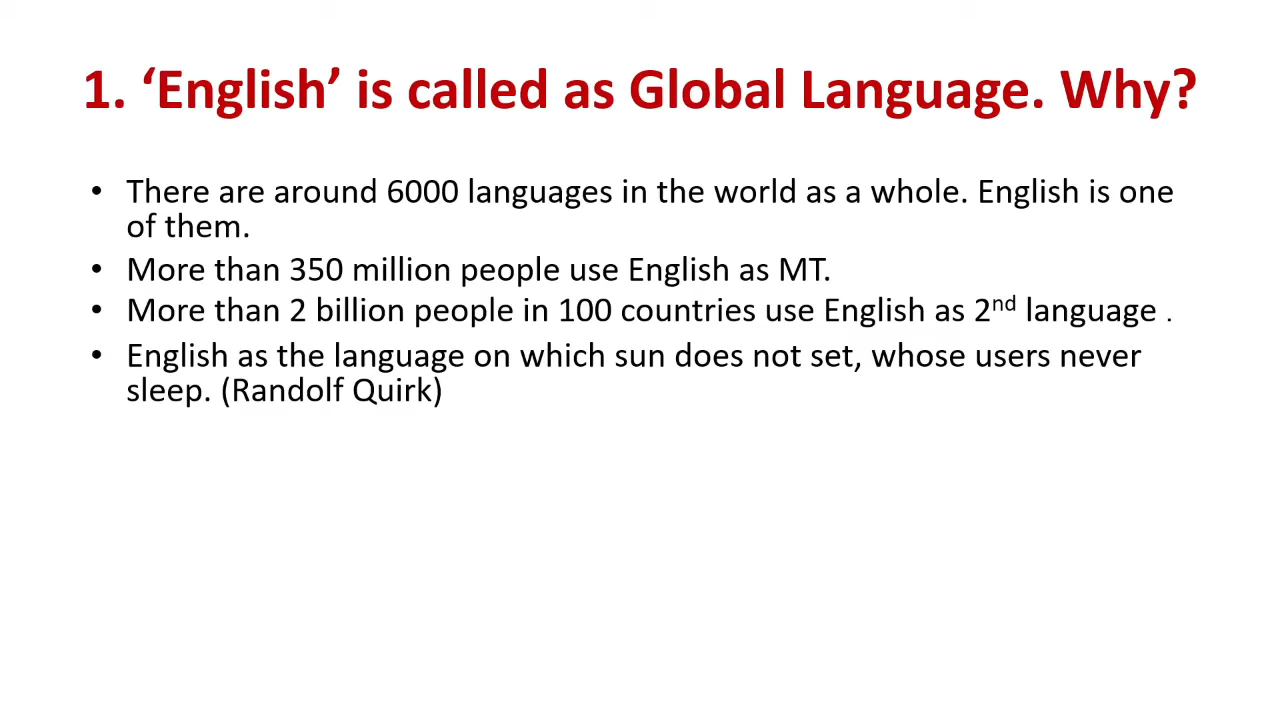 1. ‘English’ is called as Global Language. Why?
• There are around 6000 languages in the world as a whole. English is one
of them.
• More than 350 million people use English as MT.
• More than 2 billion people in 100 countries use English as 2nd language .
• English as the language on which sun does not set, whose users never
sleep. (Randolf Quirk)